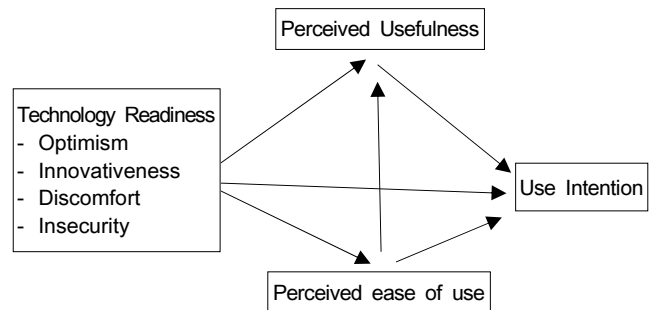 Perceived Usefulness
Technology Readiness
- Optimism
- Innovativeness
- Discomfort
- Insecurity
Use Intention
Perceived ease of use